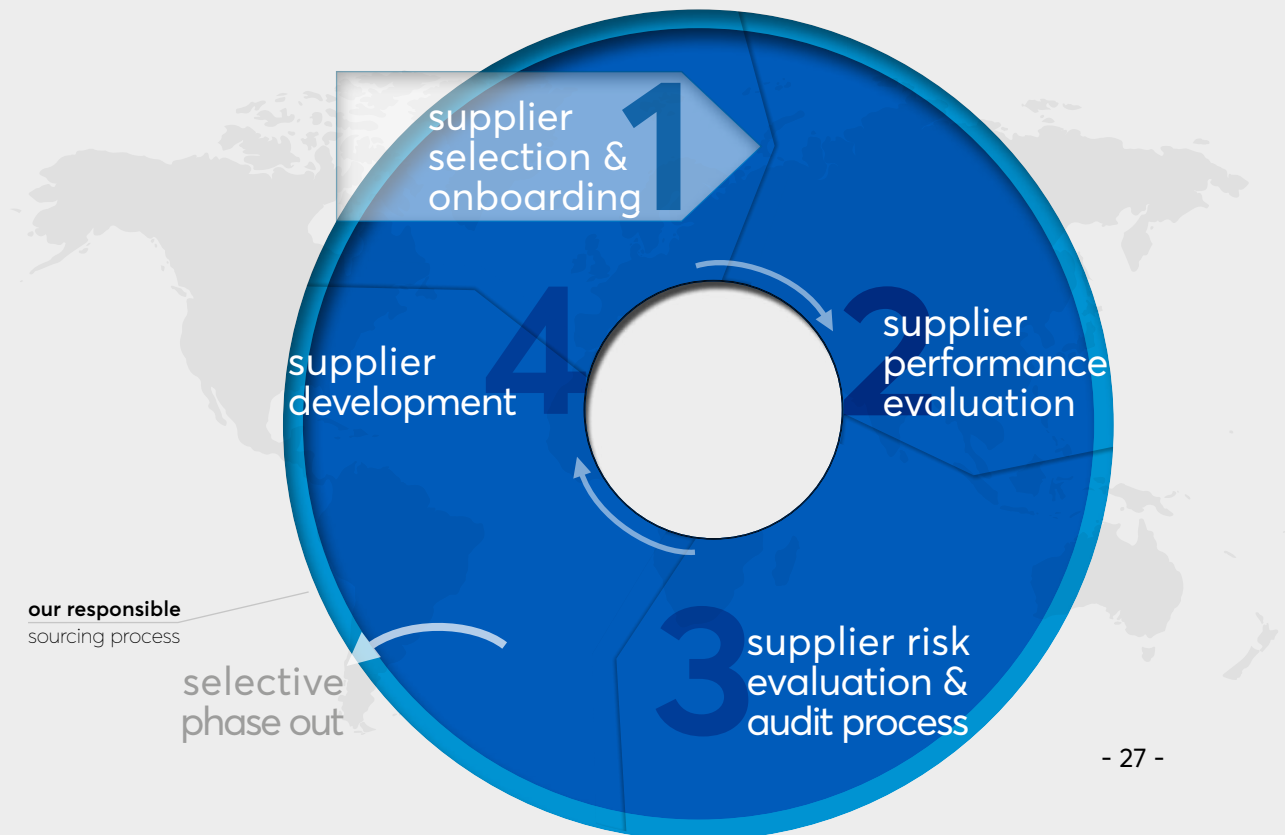 1
supplier
selection &
onboarding
2
supplier
performance
evaluation
3
supplier risk
evaluation &
audit process
4
supplier
development
our responsible
sourcing process
selective
phase out
- 27 -